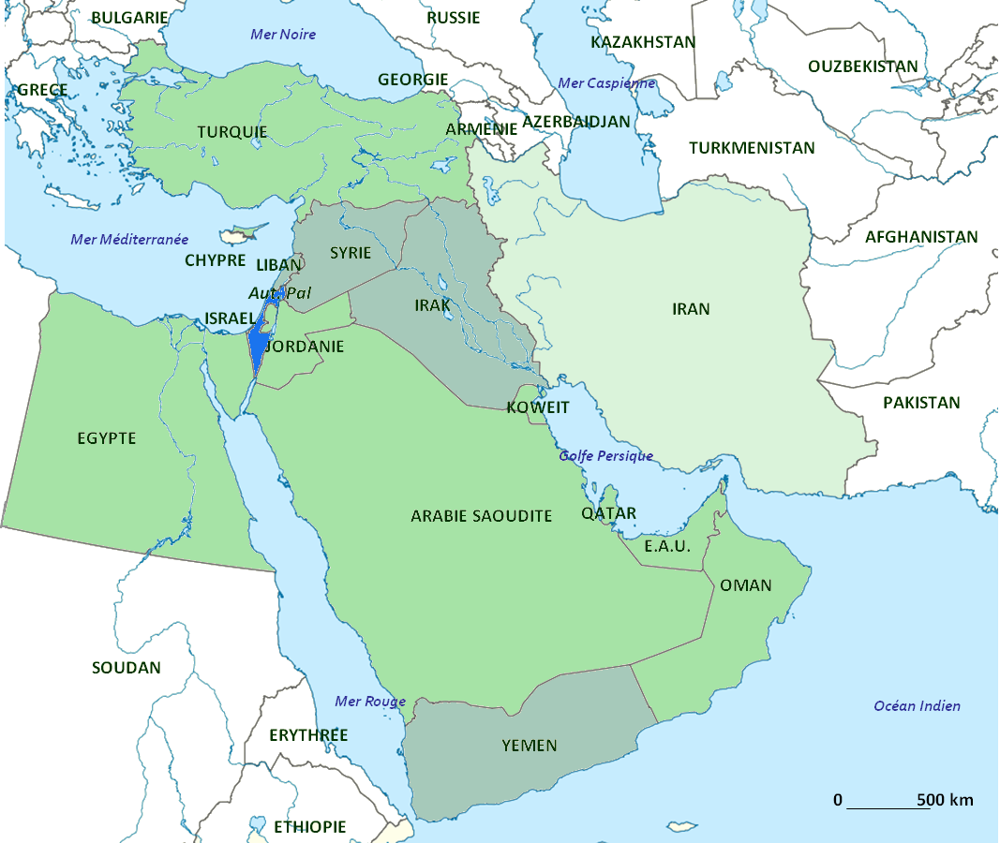 BULGARIE
RUSSIE
Mer Noire
KAZAKHSTAN
OUZBEKISTAN
GEORGIE
Mer Caspienne
GRECE
TURQUIE
ARMENIE
AZERBAIDJAN
TURKMENISTAN
Mer Méditerranée
AFGHANISTAN
CHYPRE
LIBAN
SYRIE
Aut. Pal
IRAK
IRAN
ISRAEL
JORDANIE
KOWEIT
PAKISTAN
EGYPTE
Golfe Persique
ARABIE SAOUDITE
QATAR
E.A.U.
OMAN
SOUDAN
Mer Rouge
Océan Indien
ERYTHREE
YEMEN
0 500 km
ETHIOPIE